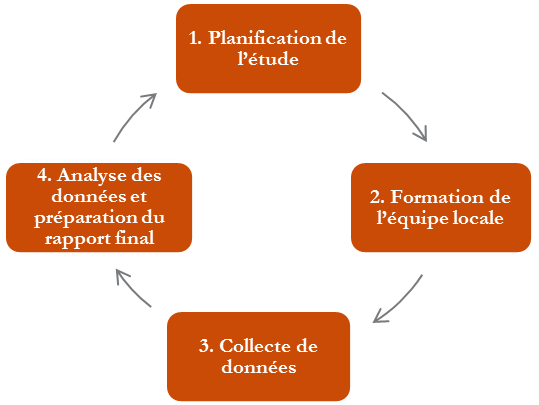 1. Planification de
l’étude
2. Formation de
l’équipe locale
3. Collecte de
données
4. Analyse des
données et
préparation du
rapport final